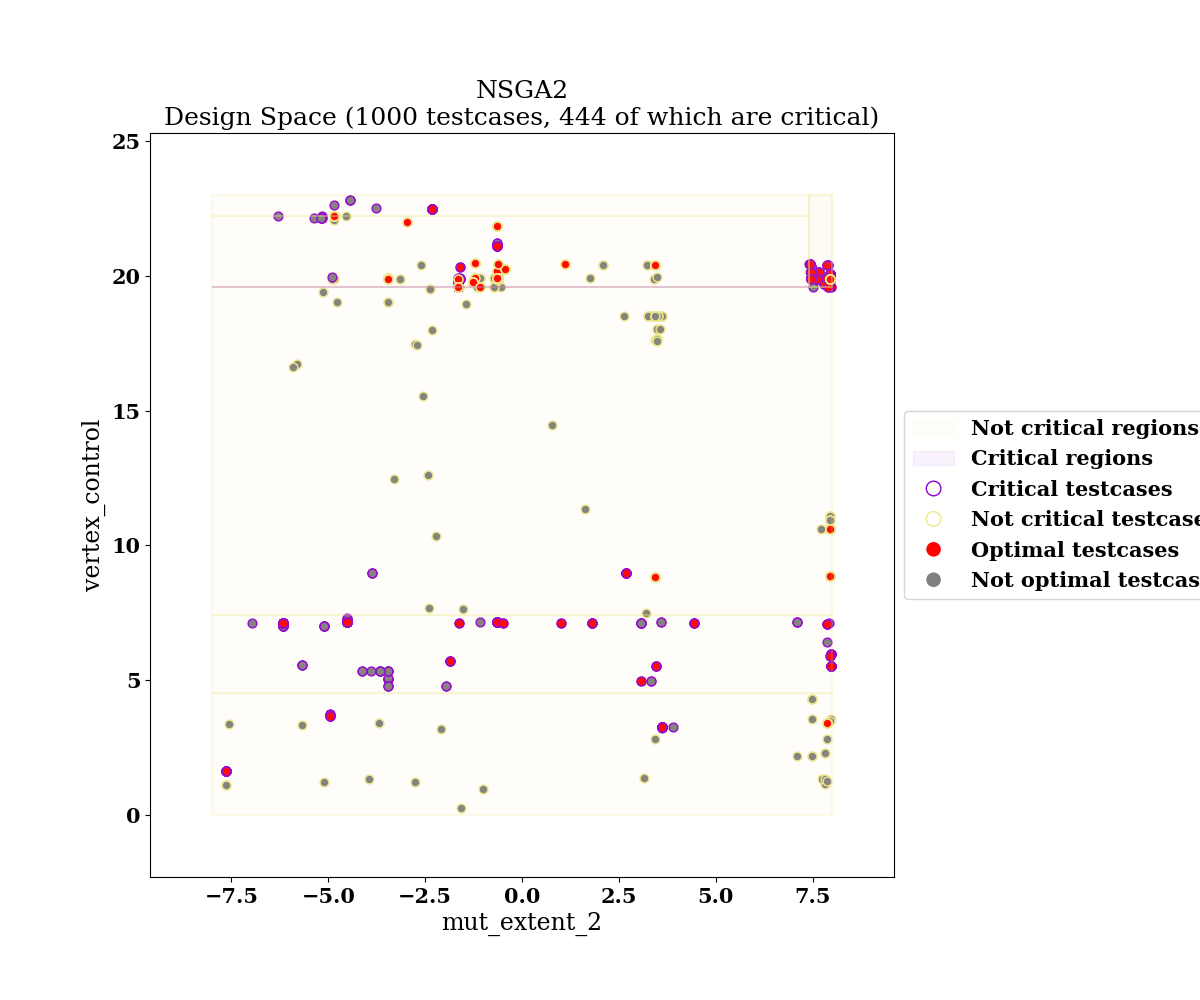 NSGA2
Design Space (1000 testcases, 444 of which are critical)
25
20
15
10
5
0
vertex_control
−7.5 −5.0 −2.5 0.0 2.5 5.0 7.5
mut_extent_2
Not critical regions
Critical regions
Critical testcases
Not critical testcase
Optimal testcases
Not optimal testcas